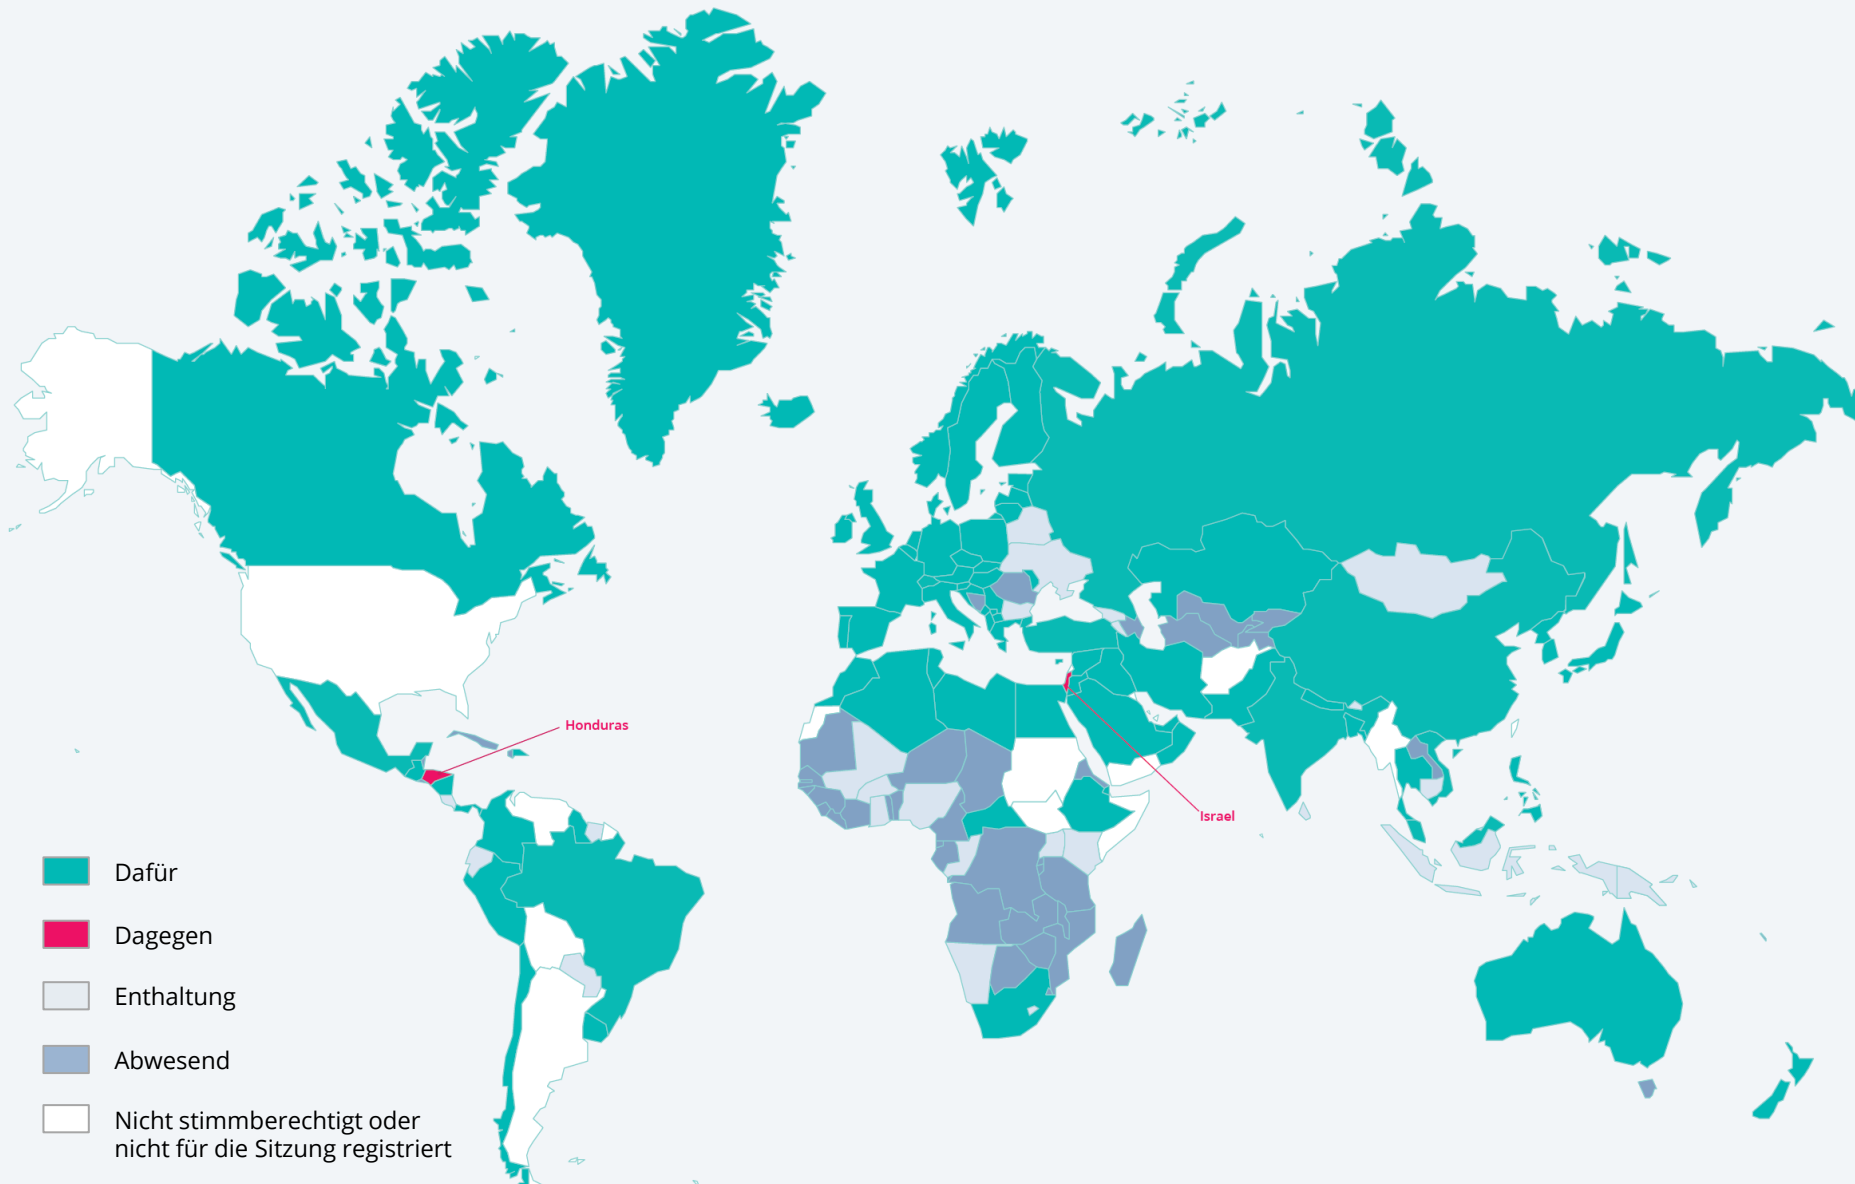 Honduras
Israel
Dafür
Dagegen
Enthaltung
Abwesend
Nicht stimmberechtigt oder
nicht für die Sitzung registriert